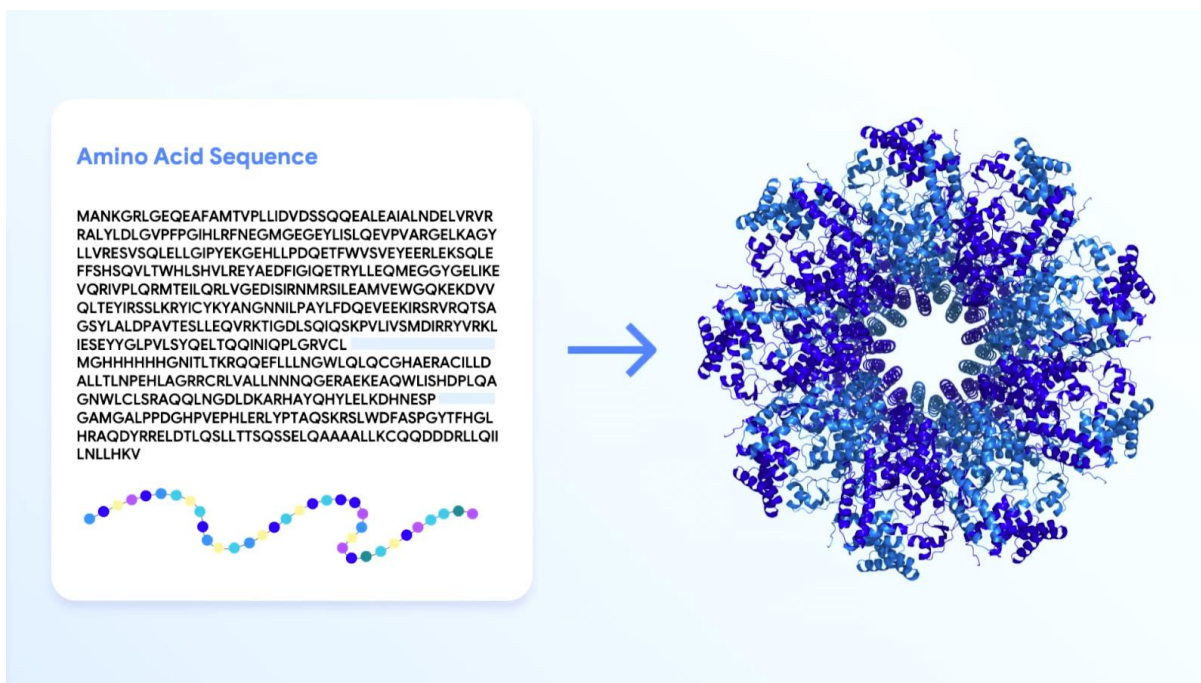 Amino Acid Sequence
MANKGRLGEQEAFAMTVPLLIDVDSSQQEALEAIALNDELVRVR
RALYLDLGVPFPGIHLRFNEGMGEGEYLISLQEVPVARGELKAGY
LLVRESVSQLELLGIPYEKGEHLLPDQETFWVSVEYEERLEKSQLE
FFSHSQVLTWHLSHVLREYAEDFIGIQETRYLLEQMEGGYGELIKE
VQRIVPLQRMTEILQRLVGEDISIRNMRSILEAMVEWGQKEKDVV
QLTEYIRSSLKRYICYKYANGNNILPAYLFDQEVEEKIRSRVRQTSA
GSYLALDPAVTESLLEQVRKTIGDLSQIQSKPVLIVSMDIRRYVRKL
IESEYYGLPVLSYQELTQQINIQPLGRVCL
MGHHHHHHGNITLTKRQQEFLLLNGWLQLQCGHAERACILLD
ALLTLNPEHLAGRRCRLVALLNNNQGERAEKEAQWLISHDPLQA
GNWLCLSRAQQLNGDLDKARHAYQHYLELKDHNESP
GAMGALPPDGHPVEPHLERLYPTAQSKRSLWDFASPGYTFHGL
HRAQDYRRELDTLQSLLTTSQSSELQAAAALLKCQQDDDRLLQII
LNLLHKV